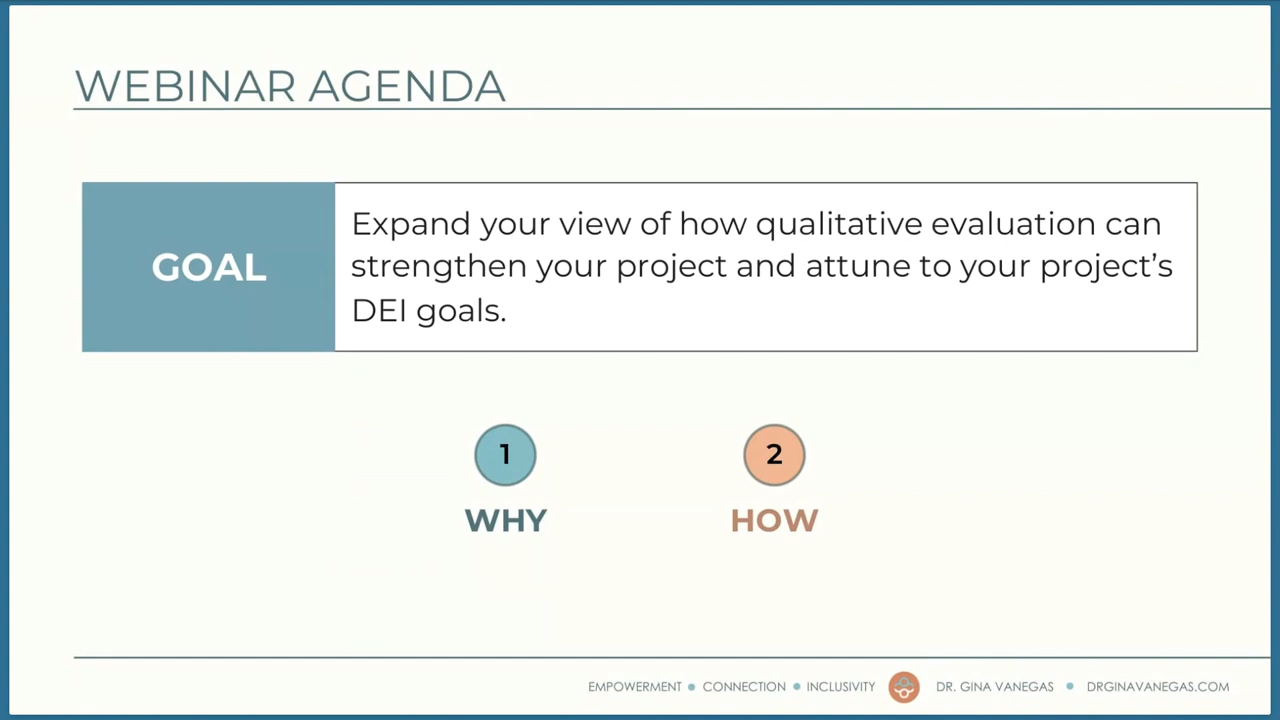 WEBINAR AGENDA
GOAL
Expand your view of how qualitative evaluation can
strengthen your project and attune to your project’s
DEI goals.
1
2
WHY
HOW
EMPOWERMENT ● CONNECTION ● INCLUSIVITY DR. GINA VANEGAS ● DRGINAVANEGAS.COM